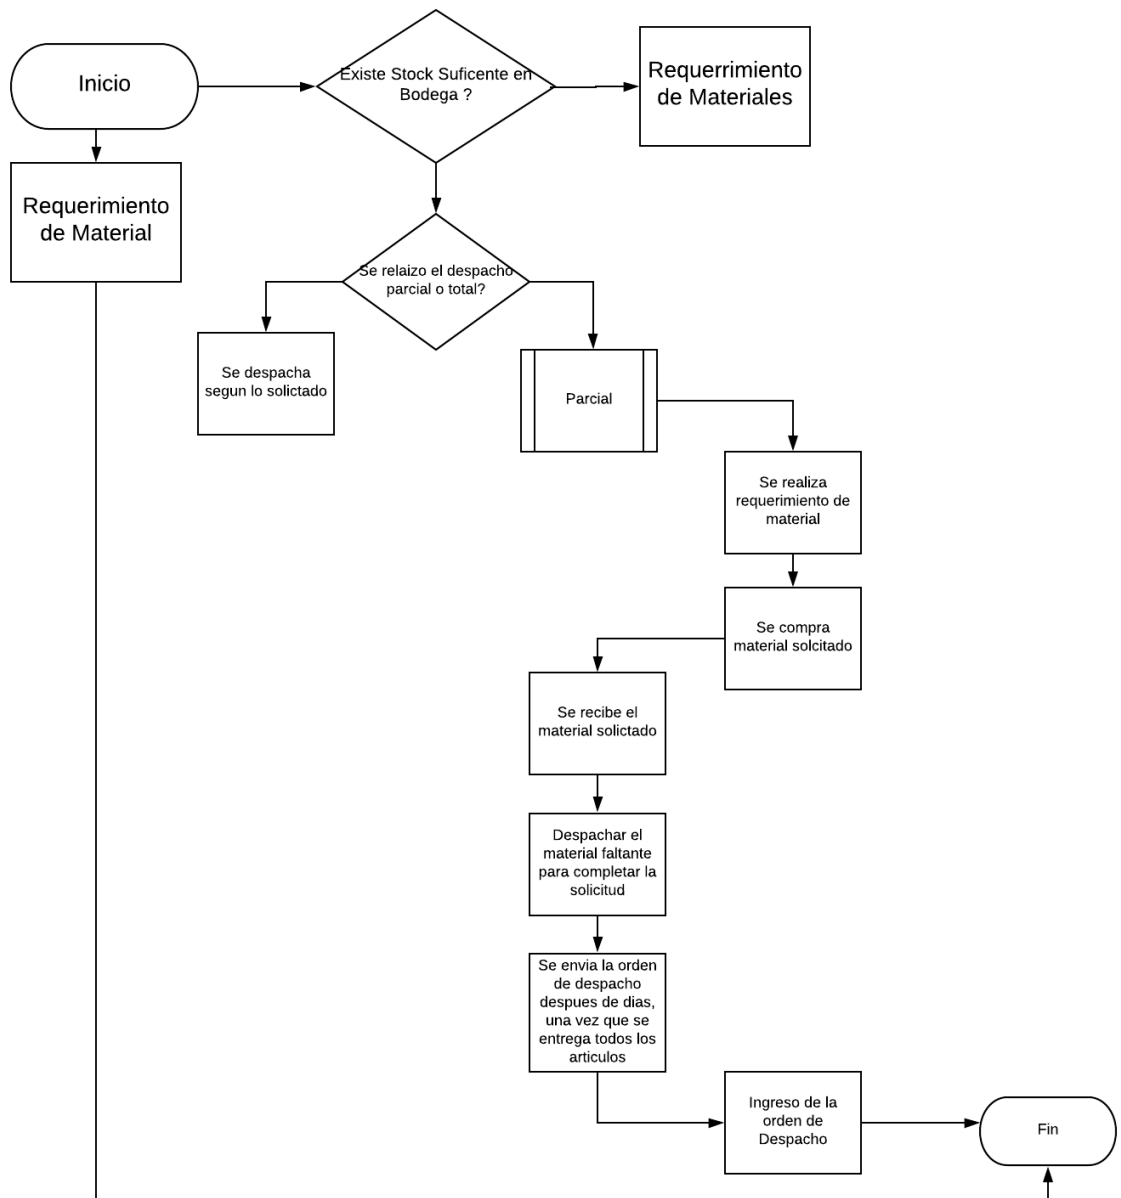 Inicio
Existe Stock Suficente en
Bodega ?
Requerrimiento
de Materiales
Requerimiento
de Material
Se relaizo el despacho
parcial o total?
Se despacha
segun lo solictado
Parcial
Se realiza
requerimiento de
material
Se compra
material solcitado
Se recibe el
material solictado
Despachar el
material faltante
para completar la
solicitud
Se envia la orden
de despacho
despues de dias,
una vez que se
entrega todos los
articulos
Ingreso de la
orden de
Despacho
Fin